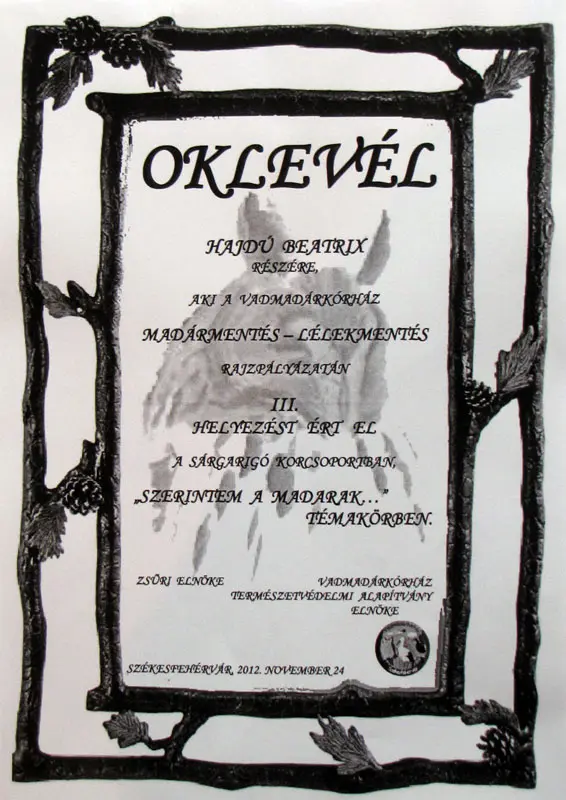 OKLEVÉL
HAJDÚ BEATRIX
RÉSZÉRE,
AKI A VADMADÁRKÓRHÁZ
MADÁRMENTÉS – LÉLEKMENTÉS
RAJZPÁLYÁZATÁN
III.
HELYEZÉST ÉRT EL
A SÁRGARIGÓ KORCSOPORTBAN,
„SZERINTEM A MADARAK…"
TÉMAKÖRBEN.
ZSŰRI ELNÖKE
VADMADÁRKÓRHÁZ
TERMÉSZETVÉDELMI ALAPÍTVÁNY
ELNÖKE
SZÉKESFEHÉRVÁR, 2012. NOVEMBER 24